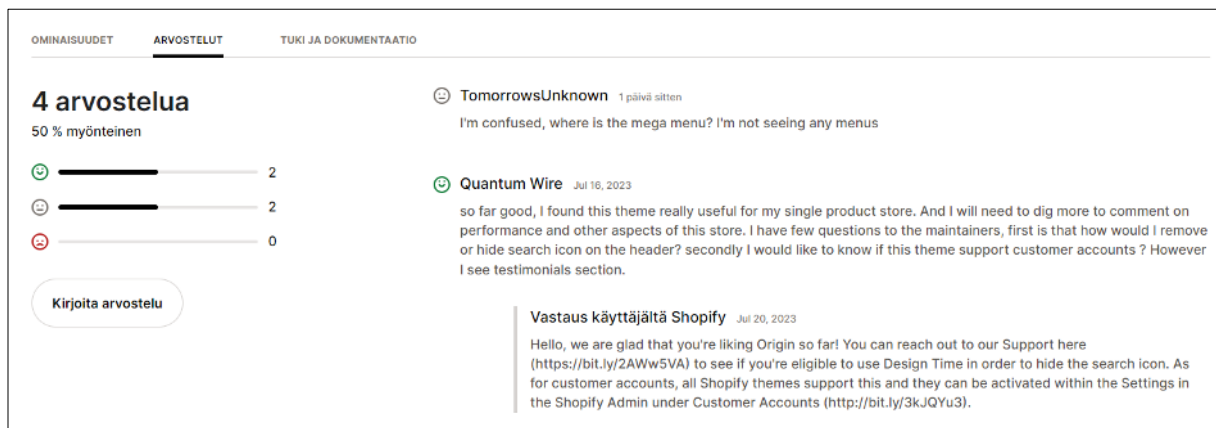 OMINAISUUDET ARVOSTELUT TUKI JA DOKUMENTAATIO
4 arvostelua
50 % myönteinen
2
2
0
Kirjoita arvostelu
TomorrowsUnknown 1 päivä sitten
I'm confused, where is the mega menu? I'm not seeing any menus
Quantum Wire Jul 16, 2023
so far good, I found this theme really useful for my single product store. And I will need to dig more to comment on
performance and other aspects of this store. I have few questions to the maintainers, first is that how would I remove
or hide search icon on the header? secondly I would like to know if this theme support customer accounts ? However
I see testimonials section.
Vastaus käyttäjältä Shopify Jul 20, 2023
Hello, we are glad that you're liking Origin so far! You can reach out to our Support here
(https://bit.ly/2AWw5VA) to see if you're eligible to use Design Time in order to hide the search icon. As
for customer accounts, all Shopify themes support this and they can be activated within the Settings in
the Shopify Admin under Customer Accounts (http://bit.ly/3kJQYu3).